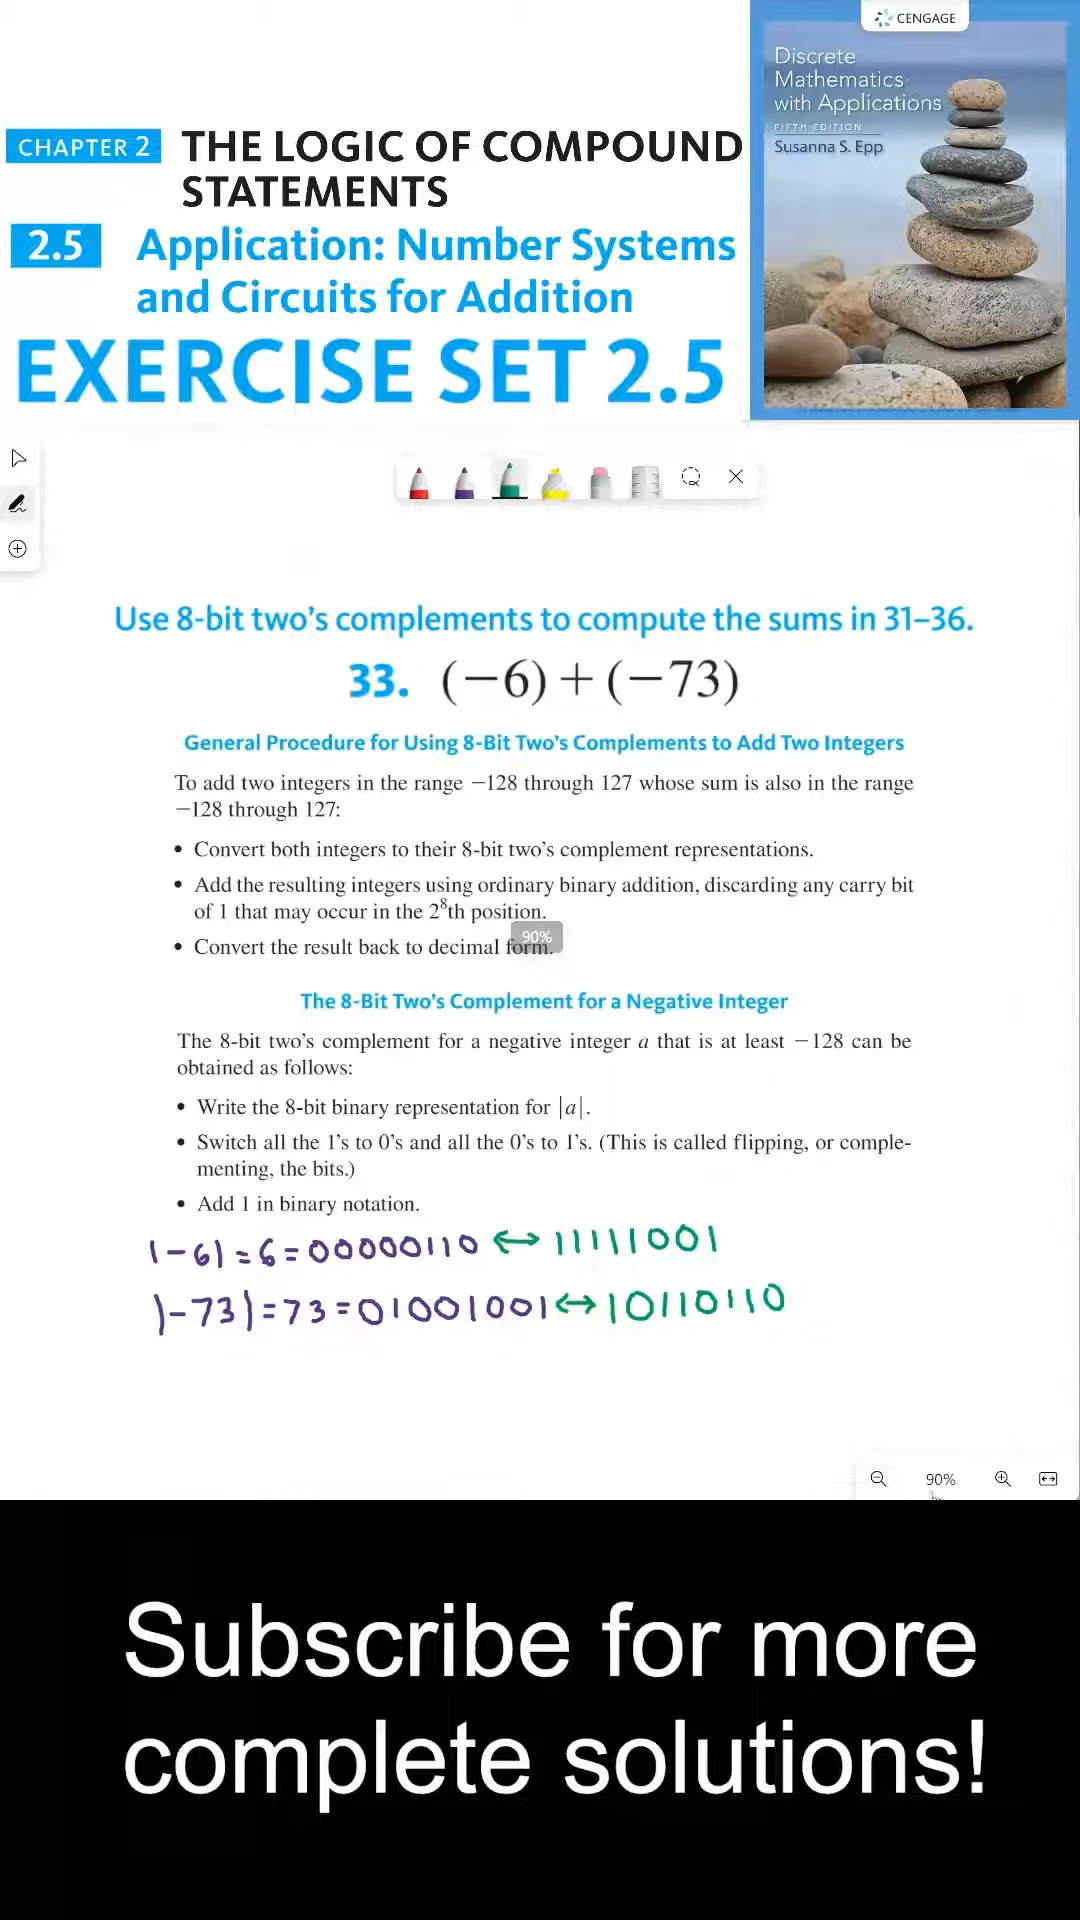 CENGAGE
Discrete
Mathematics
with Applications
FIFTH EDITION
Susanna S. Epp
CHAPTER 2 THE LOGIC OF COMPOUND
STATEMENTS
2.5 Application: Number Systems
and Circuits for Addition
EXERCISE SET 2.5
Use 8-bit two's complements to compute the sums in 31–36.
33. (−6) + (−73)
General Procedure for Using 8-Bit Two's Complements to Add Two Integers
To add two integers in the range −128 through 127 whose sum is also in the range
−128 through 127:
• Convert both integers to their 8-bit two's complement representations.
• Add the resulting integers using ordinary binary addition, discarding any carry bit
of 1 that may occur in the 2⁸th position.
90%
• Convert the result back to decimal form.
The 8-Bit Two's Complement for a Negative Integer
The 8-bit two's complement for a negative integer a that is at least −128 can be
obtained as follows:
• Write the 8-bit binary representation for |a|.
• Switch all the 1's to 0's and all the 0's to 1's. (This is called flipping, or comple-
menting, the bits.)
• Add 1 in binary notation.
|-6| = 6 = 00000110 ↔ 11111001
|-73| = 73 = 01001001 ↔ 10110110
90%
Subscribe for more
complete solutions!